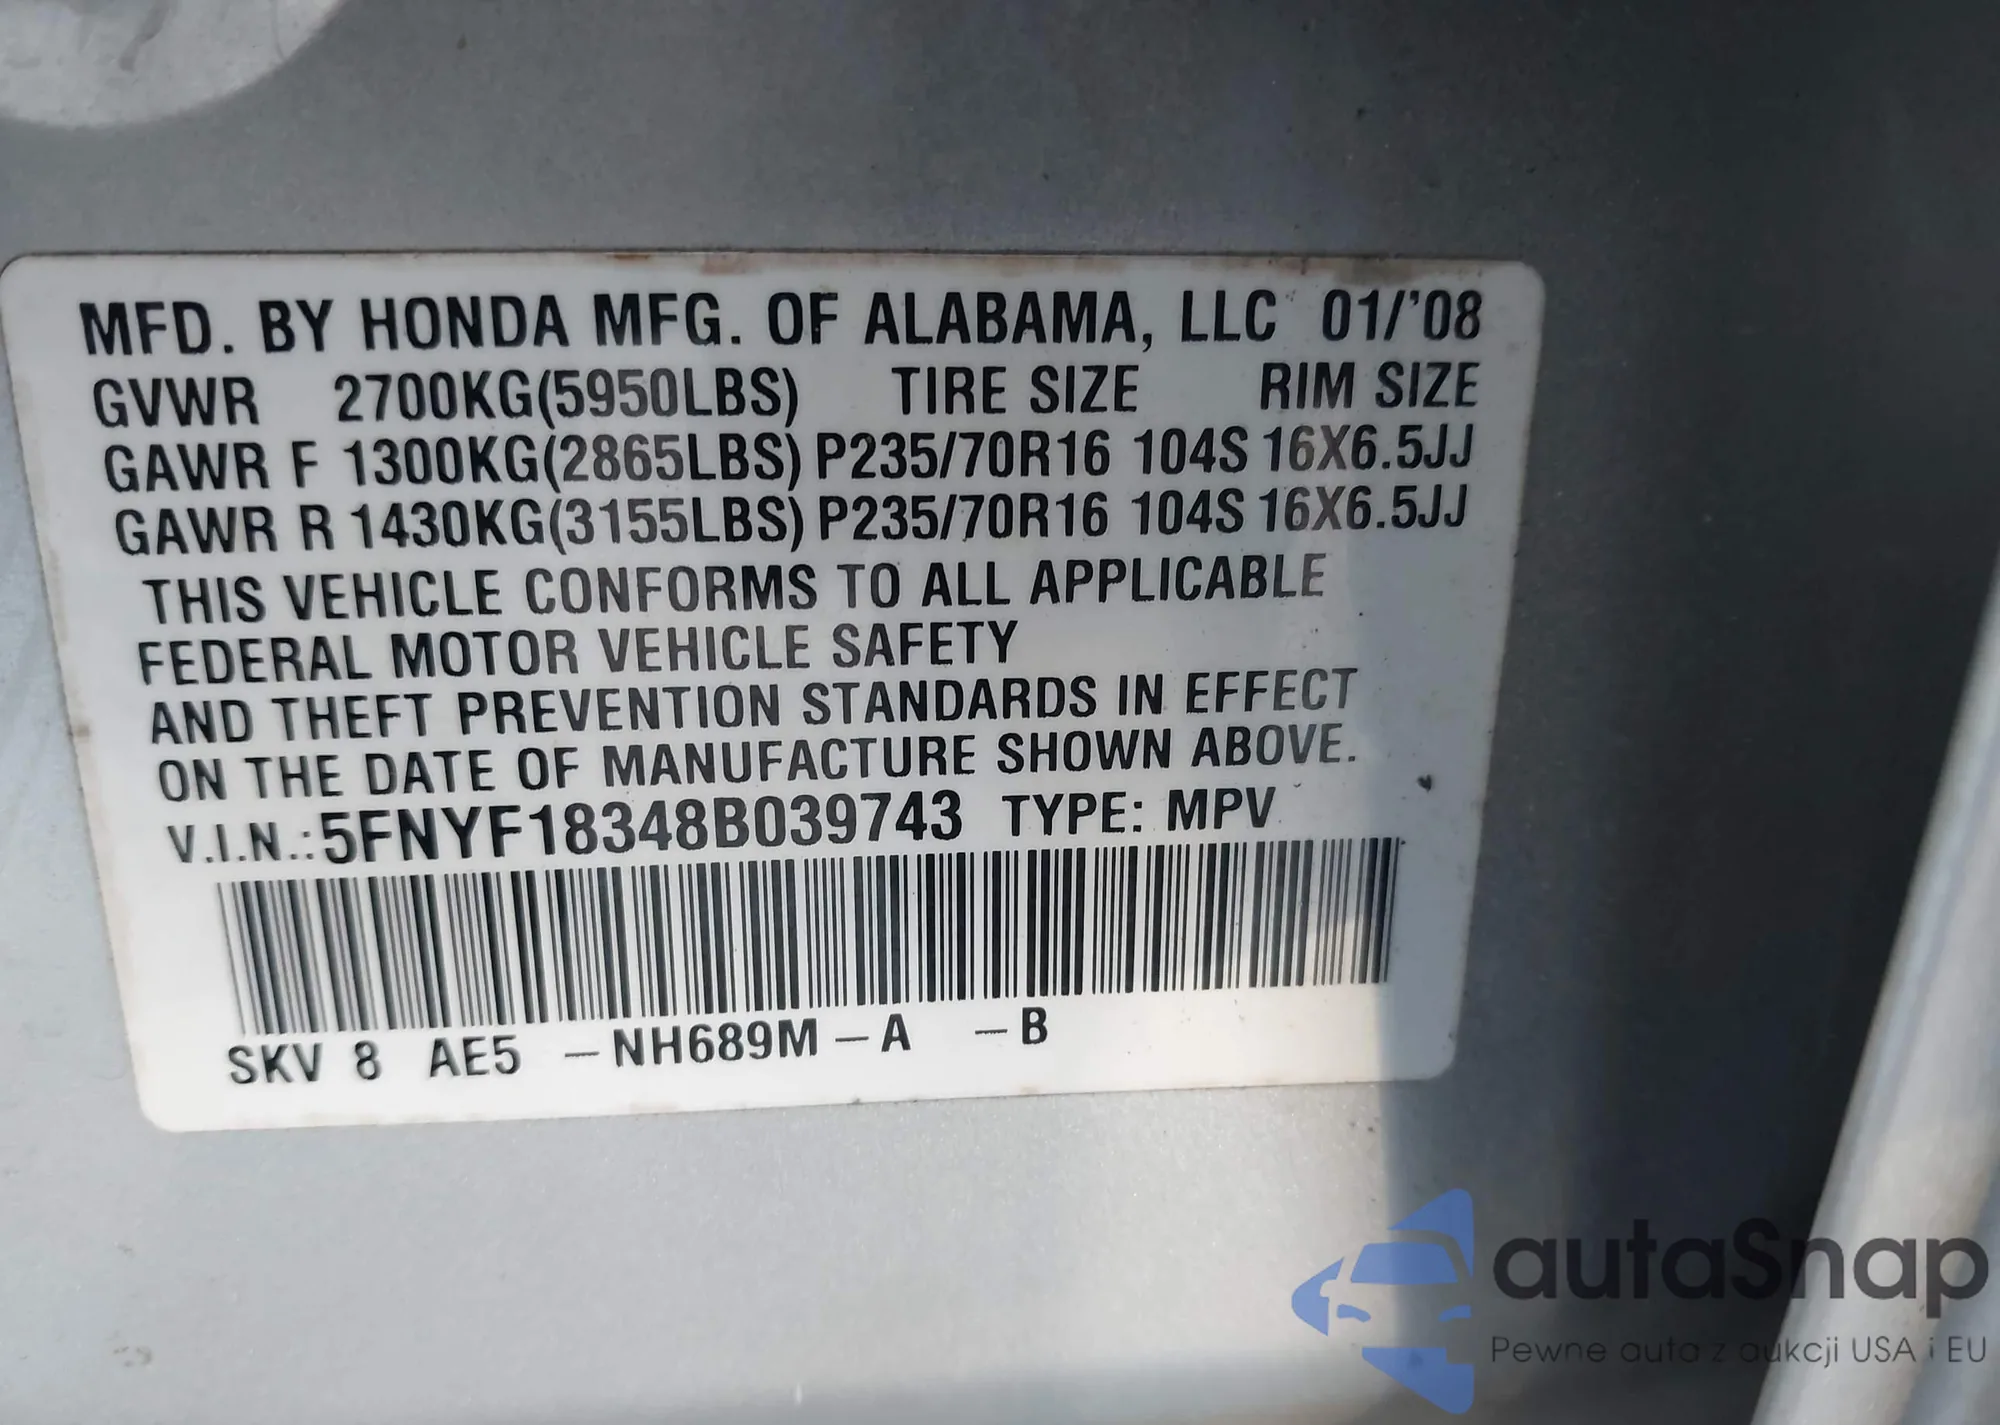 MFD. BY HONDA MFG. OF ALABAMA, LLC 01/'08
GVWR 2700KG(5950LBS) TIRE SIZE RIM SIZE
GAWR F 1300KG(2865LBS) P235/70R16 104S 16X6.5JJ
GAWR R 1430KG(3155LBS) P235/70R16 104S 16X6.5JJ
THIS VEHICLE CONFORMS TO ALL APPLICABLE
FEDERAL MOTOR VEHICLE SAFETY
AND THEFT PREVENTION STANDARDS IN EFFECT
ON THE DATE OF MANUFACTURE SHOWN ABOVE.
V.I.N.:5FNYF18348B039743 TYPE: MPV
SKV 8 AE5 -NH689M-A -B
autaSnap
Pewne auta z aukcji USA i EU